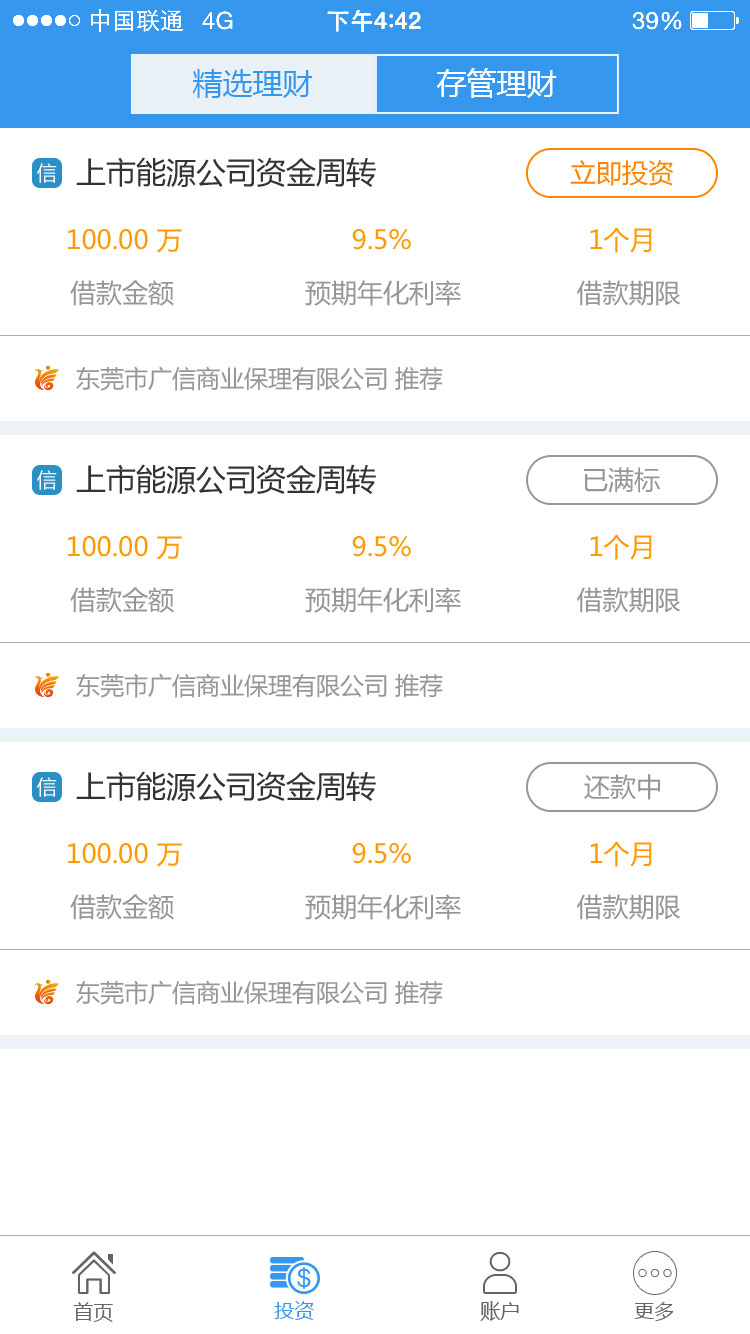 中国联通 4G 下午4:42 39%
精选理财 存管理财
信 上市能源公司资金周转 立即投资
100.00 万 9.5% 1个月
借款金额 预期年化利率 借款期限
东莞市广信商业保理有限公司 推荐
信 上市能源公司资金周转 已满标
100.00 万 9.5% 1个月
借款金额 预期年化利率 借款期限
东莞市广信商业保理有限公司 推荐
信 上市能源公司资金周转 还款中
100.00 万 9.5% 1个月
借款金额 预期年化利率 借款期限
东莞市广信商业保理有限公司 推荐
首页 投资 账户 更多